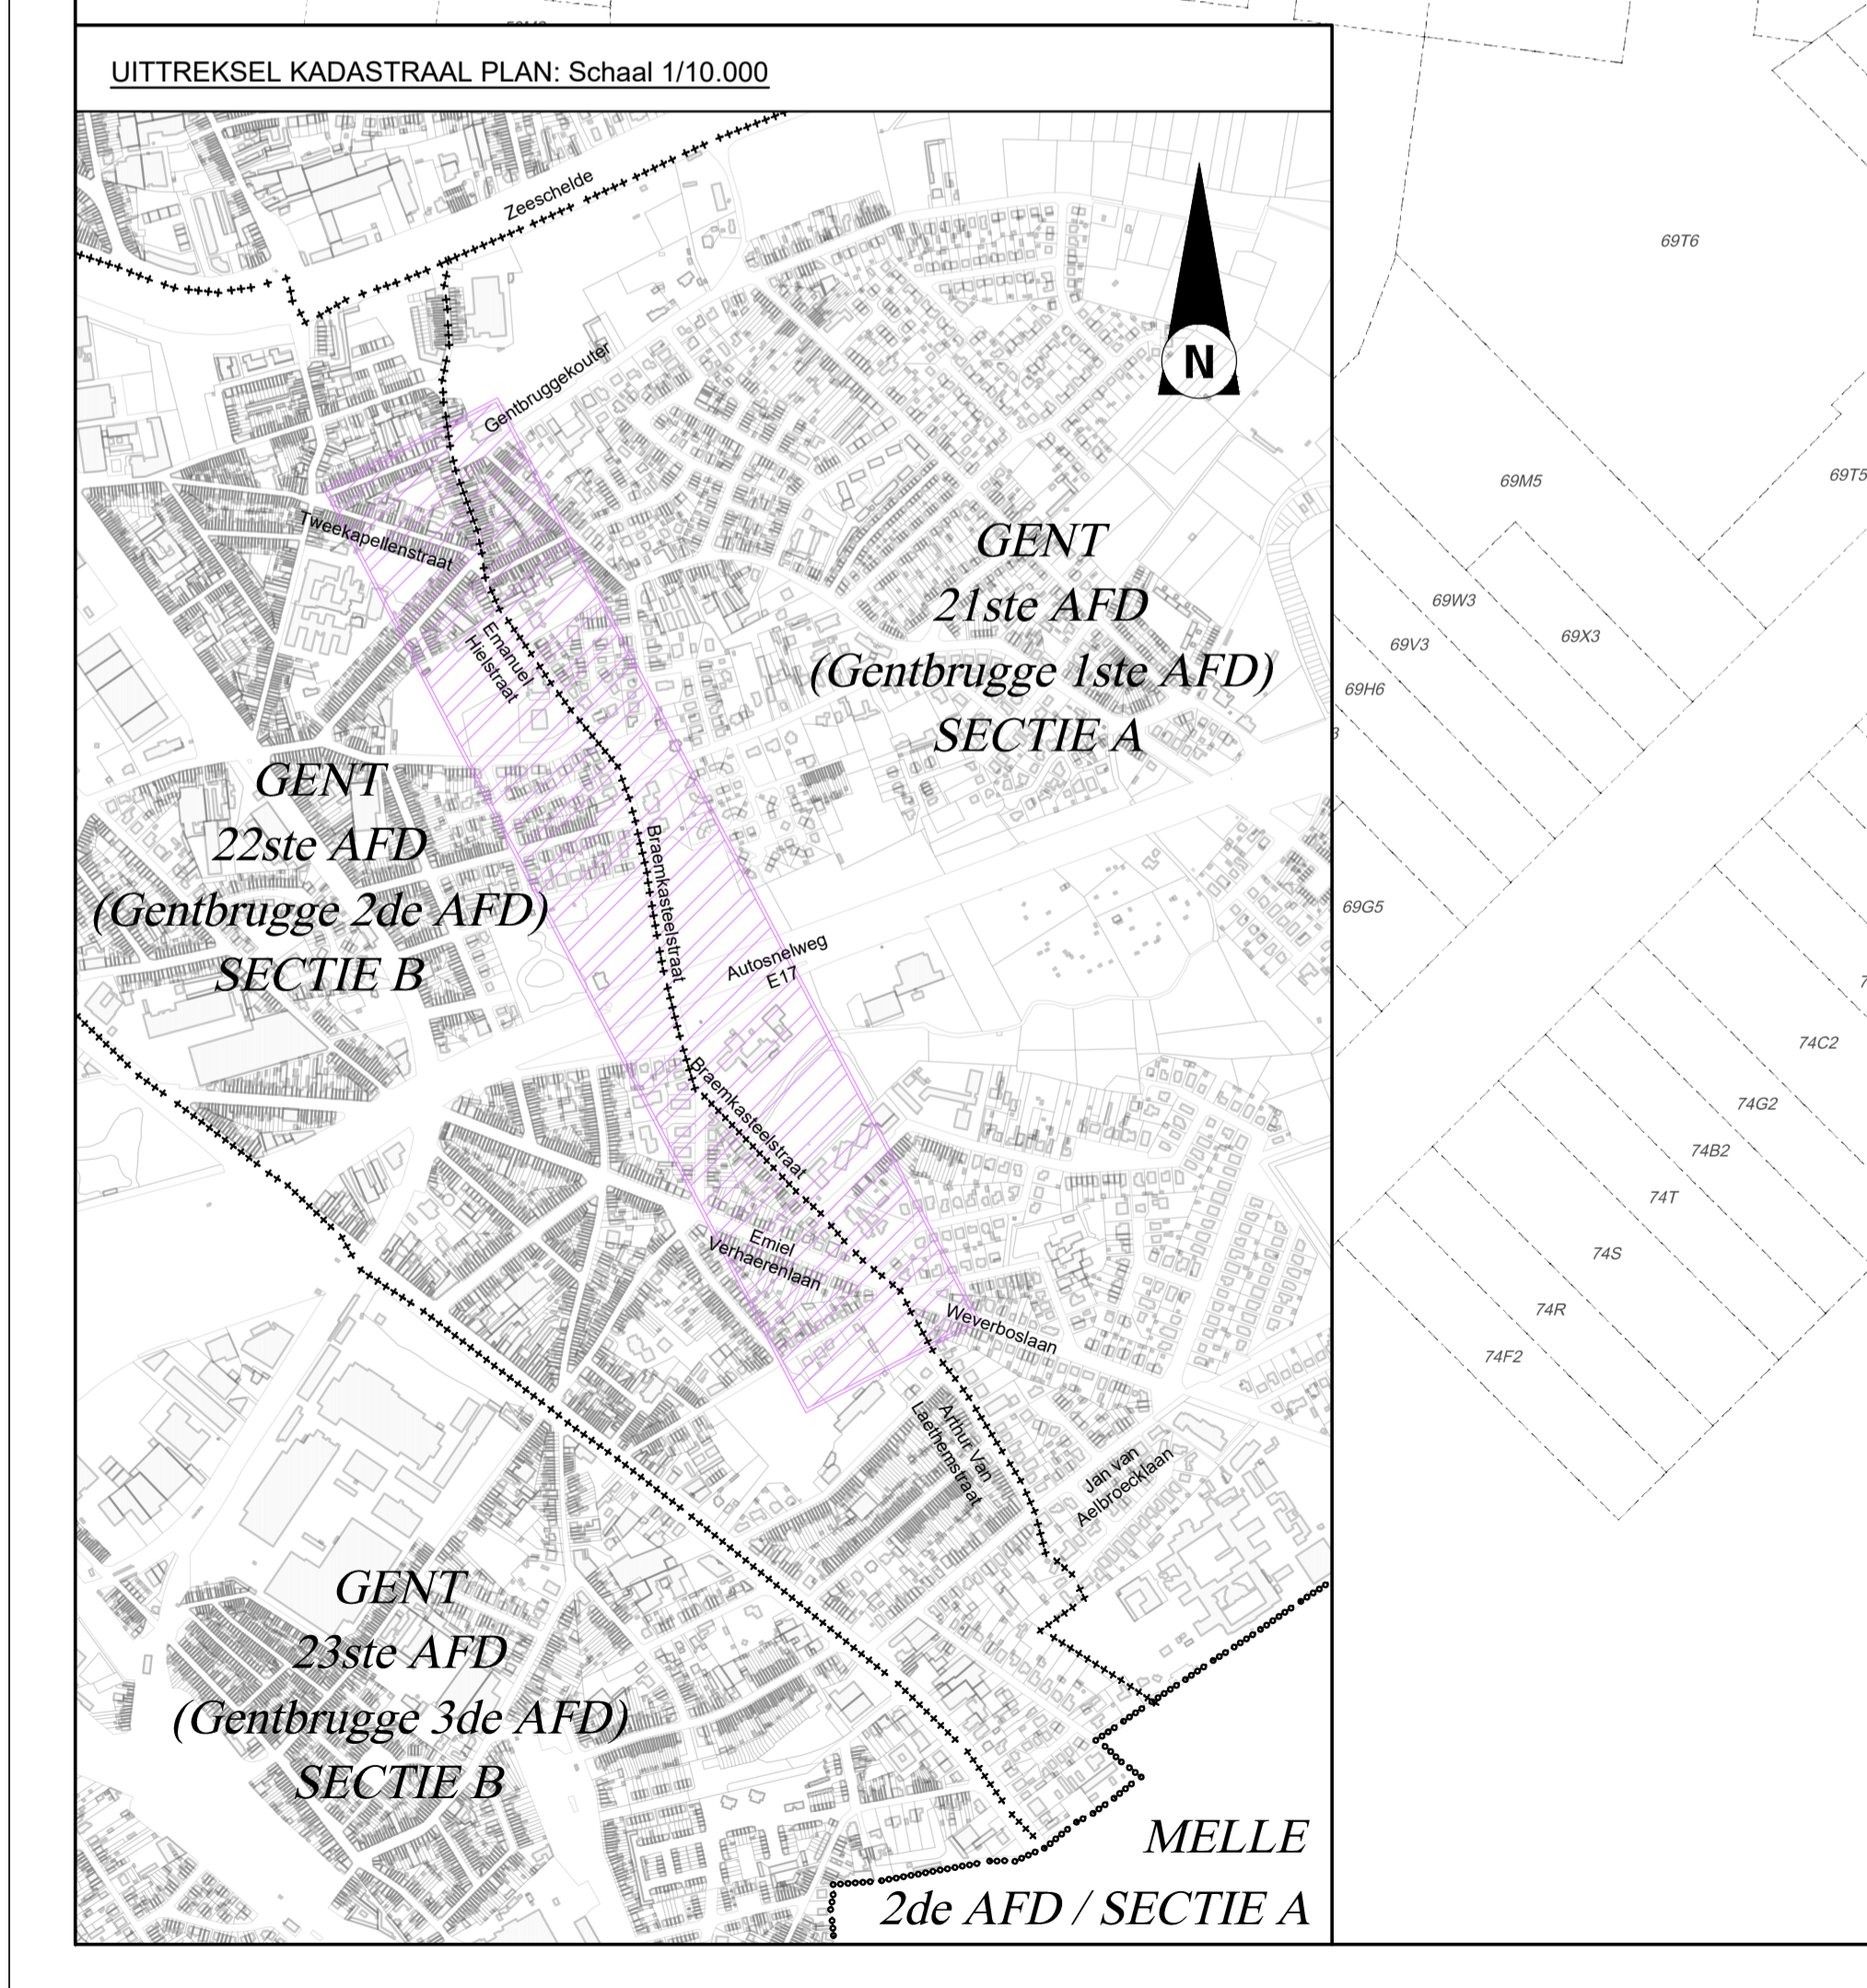 UITTREKSEL KADASTRAAL PLAN: Schaal 1/10.000
Zeeschelde
N
Gentbruggekouter
Tweekapellenstraat
Emanuel
Hielstraat
GENT
21ste AFD
(Gentbrugge 1ste AFD)
SECTIE A
GENT
22ste AFD
(Gentbrugge 2de AFD)
SECTIE B
Braemkasteelstraat
Autosnelweg
E17
Braemkasteelstraat
Emiel
Verhaerenlaan
Weverboslaan
Arthur Van
Laethemstraat
Jan van
Aelbroecklaan
GENT
23ste AFD
(Gentbrugge 3de AFD)
SECTIE B
MELLE
2de AFD / SECTIE A
69T6
69M5
69T5
69W3
69X3
69V3
69H6
69G5
74C2
74G2
74B2
74T
74S
74R
74F2